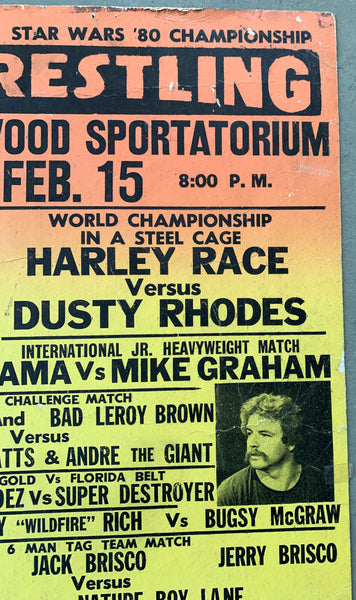 STAR WARS '80 CHAMPIONSHIP
RESTLING
WOOD SPORTATORIUM
FEB. 15 8:00 P. M.
WORLD CHAMPIONSHIP
IN A STEEL CAGE
HARLEY RACE
Versus
DUSTY RHODES
INTERNATIONAL JR. HEAVYWEIGHT MATCH
AMA Vs MIKE GRAHAM
CHALLENGE MATCH
And BAD LEROY BROWN
Versus
ATTS & ANDRE THE GIANT
GOLD Vs FLORIDA BELT
DEZ Vs SUPER DESTROYER
Y "WILDFIRE" RICH Vs BUGSY McGRAW
6 MAN TAG TEAM MATCH
JACK BRISCO JERRY BRISCO
Versus
NATURE BOY LANE